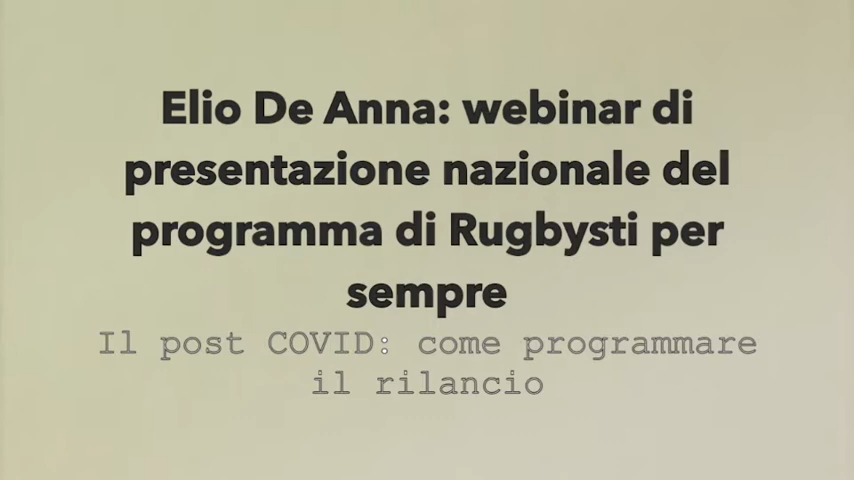 Elio De Anna: webinar di
presentazione nazionale del
programma di Rugbysti per
sempre
Il post COVID: come programmare
il rilancio